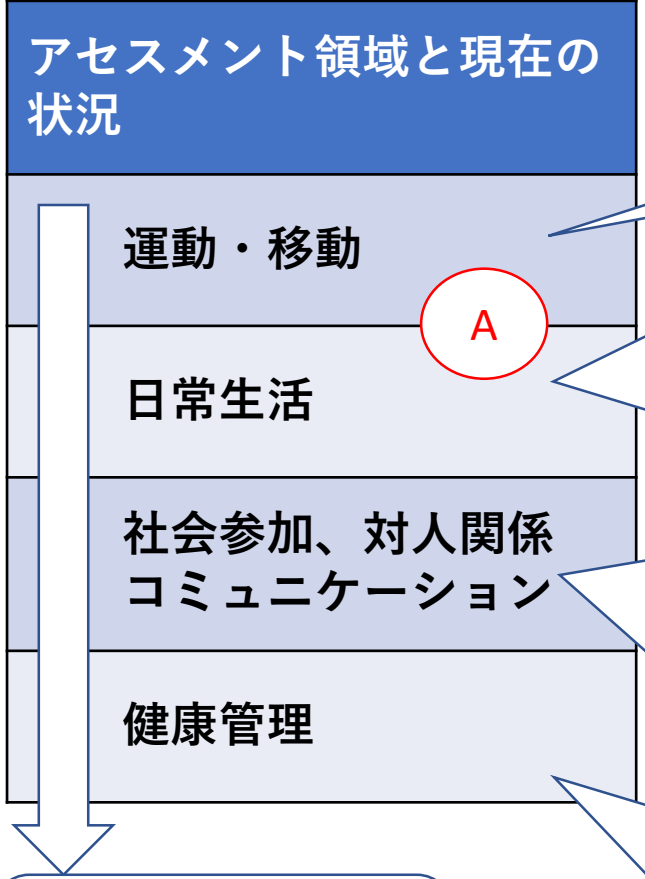 アセスメント領域と現在の
状況
運動・移動
A
日常生活
社会参加、対人関係
コミュニケーション
健康管理